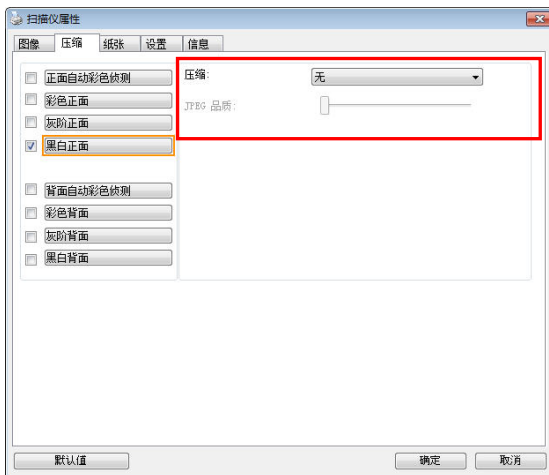 扫描仪属性
图像 压缩 纸张 设置 信息
正面自动彩色侦测
彩色正面
灰阶正面
黑白正面
背面自动彩色侦测
彩色背面
灰阶背面
黑白背面
压缩: 无
JPEG 品质:
默认值 确定 取消